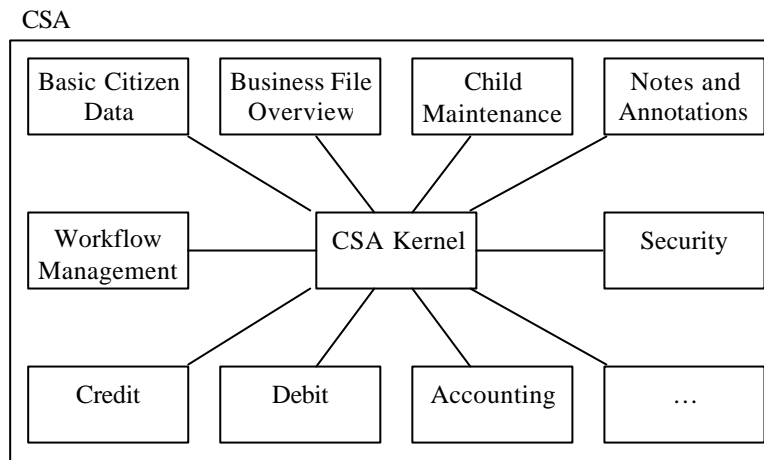 CSA
Basic Citizen
Data
Business File
Overview
Child
Maintenance
Notes and
Annotations
Workflow
Management
CSA Kernel
Security
Credit
Debit
Accounting
…